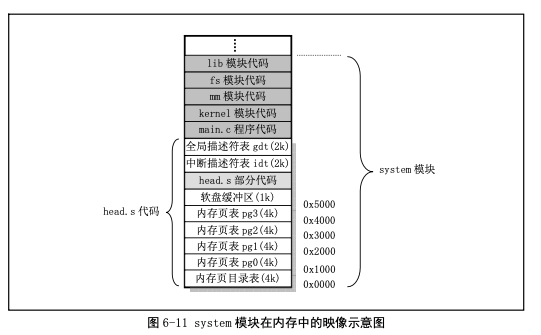 ⋮
lib 模块代码
fs 模块代码
mm 模块代码
kernel 模块代码
main.c 程序代码
全局描述符表 gdt(2k)
中断描述符表 idt(2k)
head.s 部分代码
软盘缓冲区(1k)
内存页表 pg3(4k)
内存页表 pg2(4k)
内存页表 pg1(4k)
内存页表 pg0(4k)
内存页目录表(4k)
head.s 代码
0x5000
0x4000
0x3000
0x2000
0x1000
0x0000
system 模块
图 6-11 system 模块在内存中的映像示意图